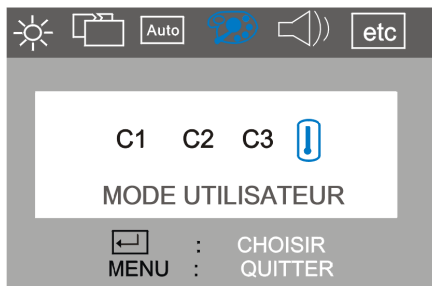 Auto etc
C1 C2 C3
MODE UTILISATEUR
: CHOISIR
MENU : QUITTER